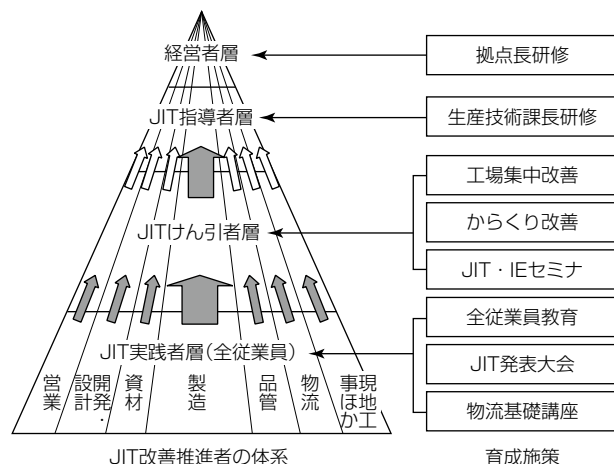 経営者層
拠点長研修
JIT指導者層
生産技術課長研修
工場集中改善
JITけん引者層
からくり改善
JIT・IEセミナ
全従業員教育
JIT実践者層(全従業員)
JIT発表大会
物流基礎講座
営業
開発・
設計
資材
製造
品管
物流
現地工
事ほか
JIT改善推進者の体系
育成施策